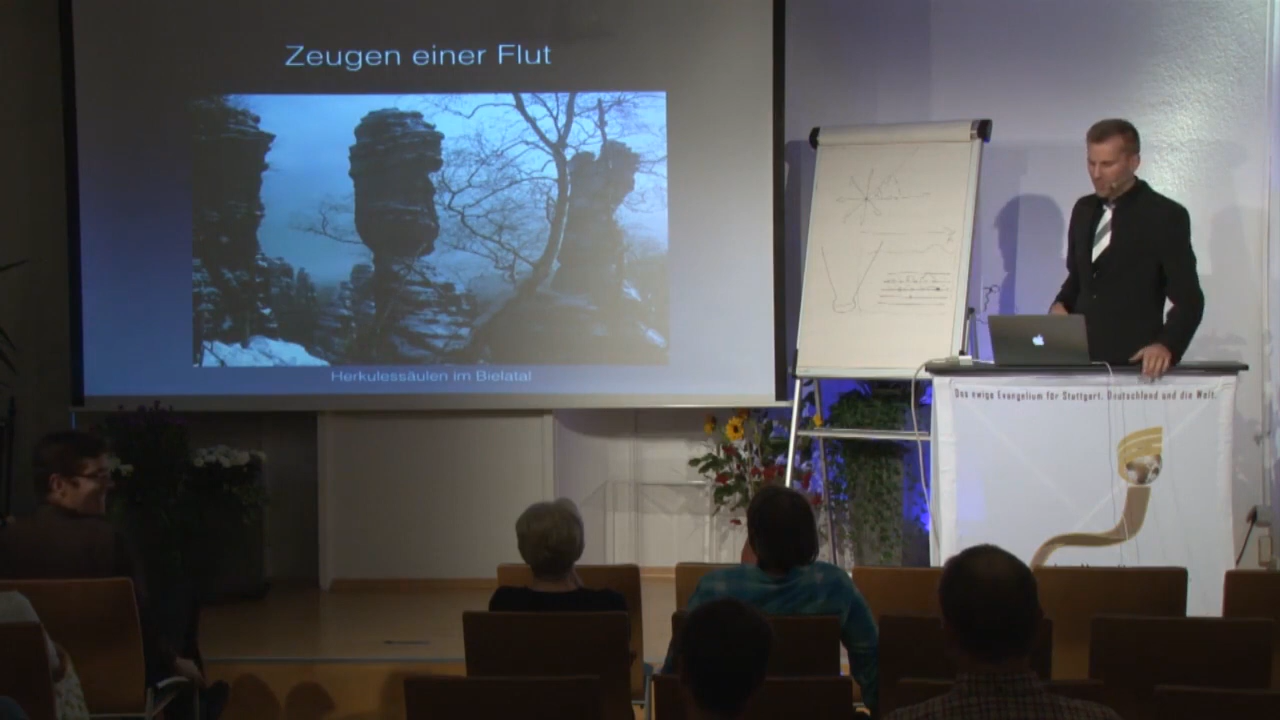 Zeugen einer Flut
Herkulessäulen im Bielatal
Das ewige Evangelium für Stuttgart, Deutschland und die Welt.